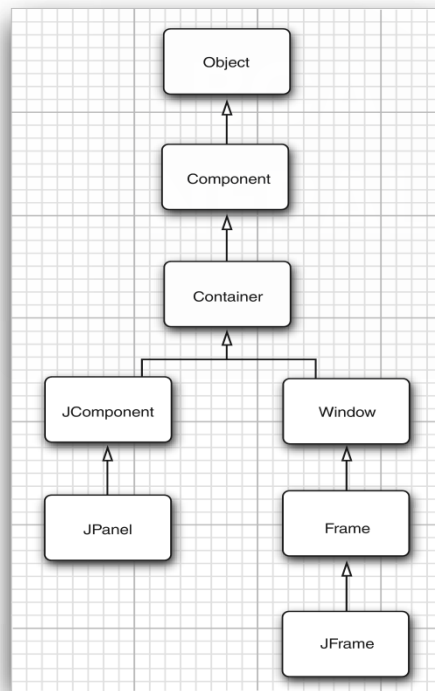 Object
Component
Container
JComponent
Window
JPanel
Frame
JFrame